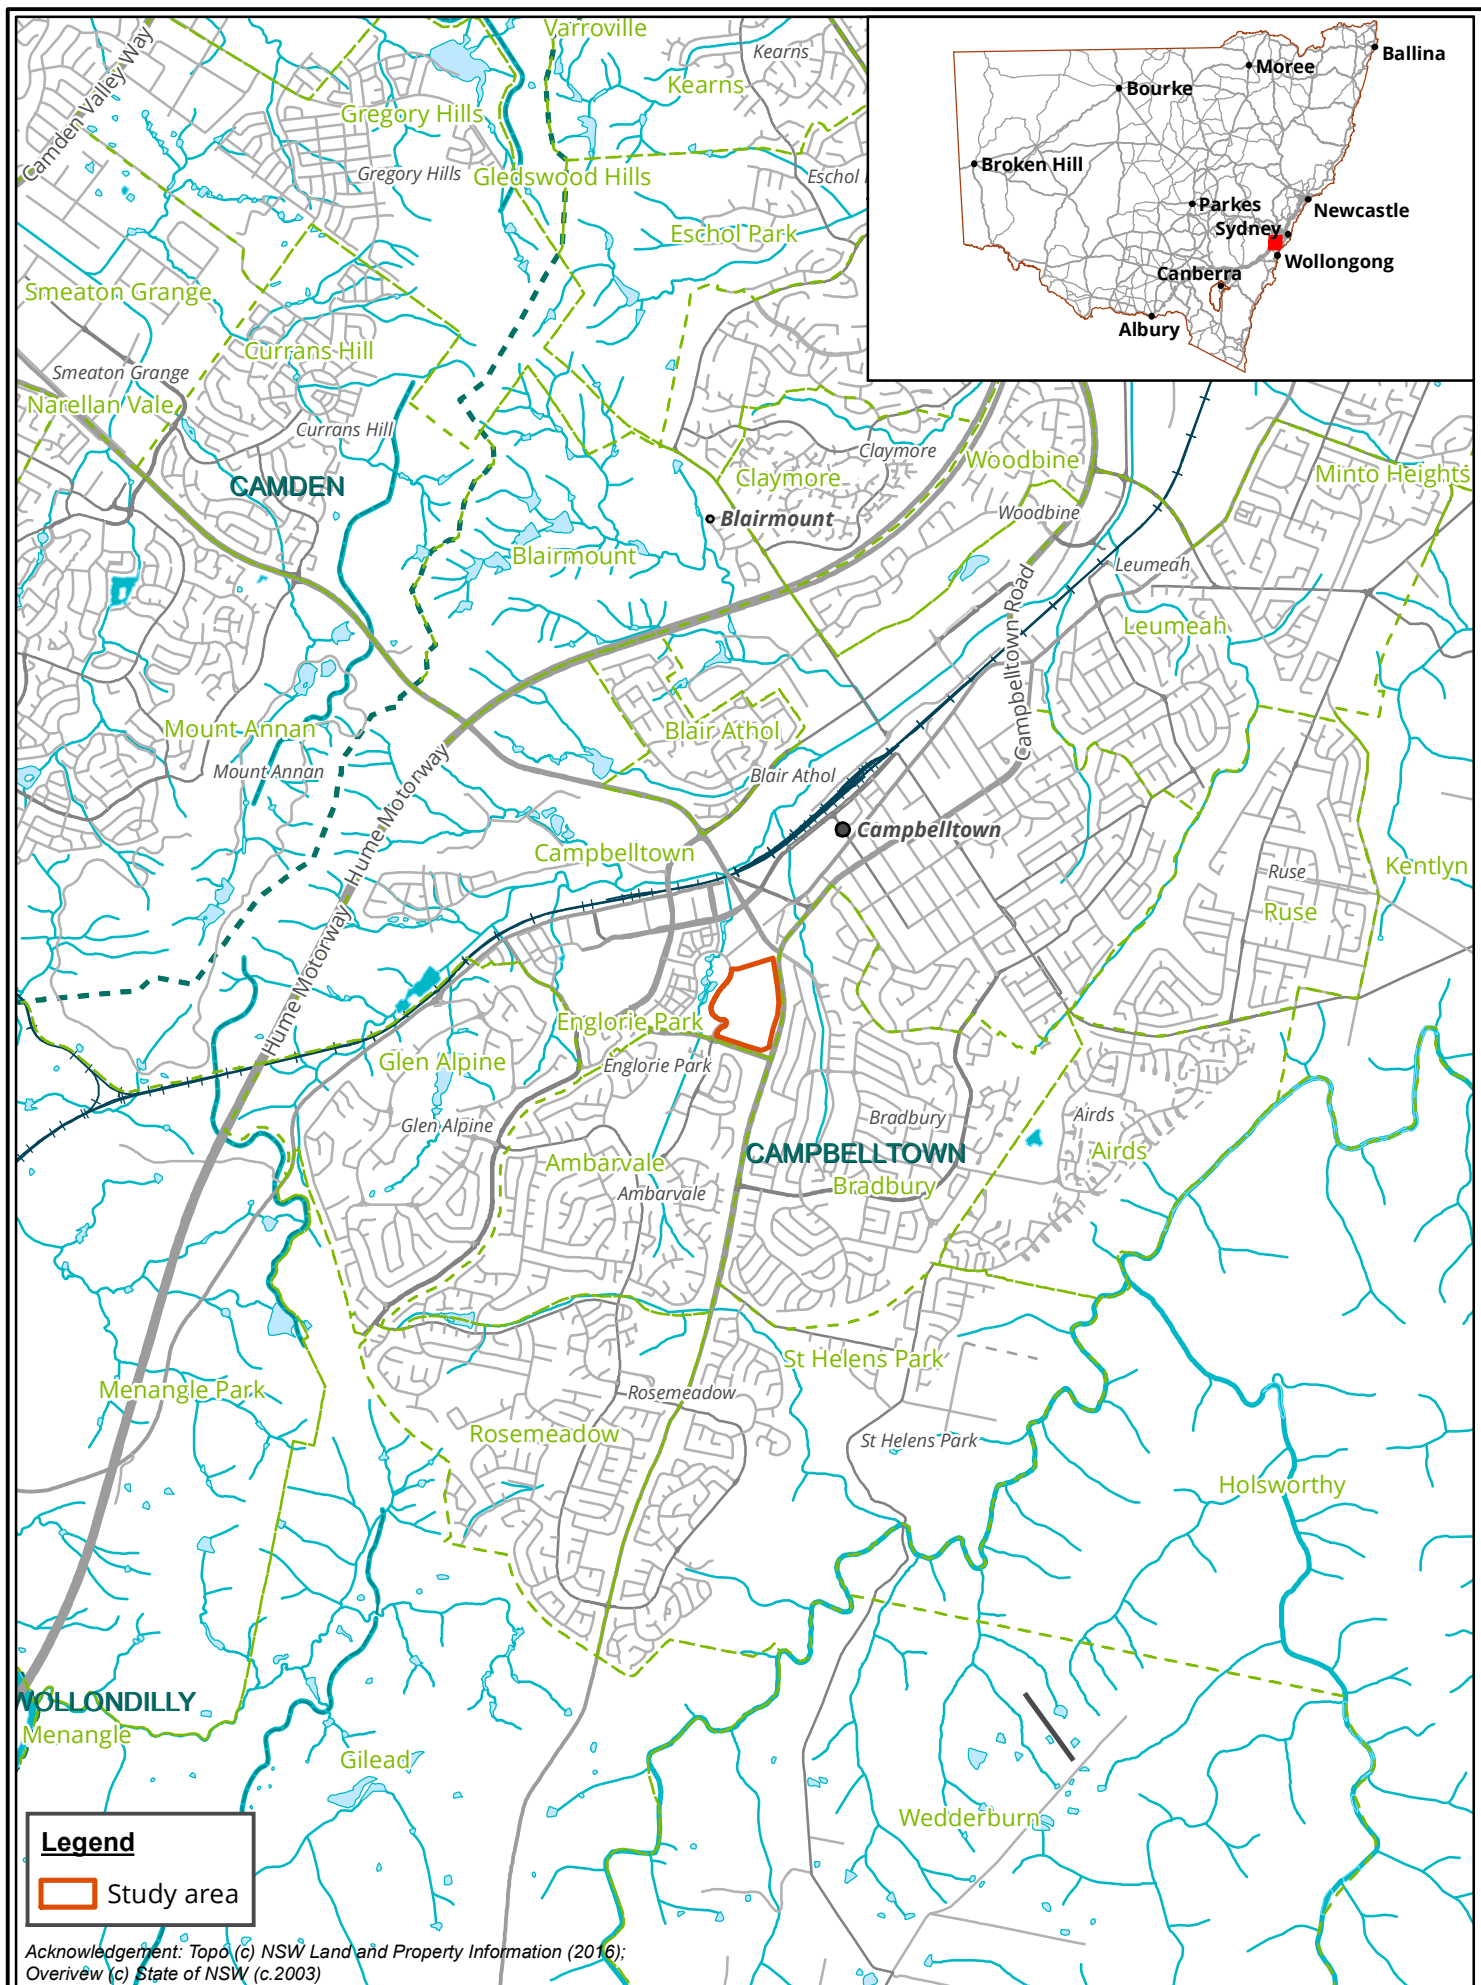 Varroville
Kearns
Kearns
Camden Valley Way
Gregory Hills
Gregory Hills
Gledswood Hills
Eschol
Eschol Park
Smeaton Grange
Currans Hill
Smeaton Grange
Narellan Vale
Currans Hill
CAMDEN
Claymore
Claymore
Woodbine
Woodbine
Minto Heights
Blairmount
Blairmount
Leumeah
Leumeah
Campbelltown Road
Mount Annan
Mount Annan
Blair Athol
Blair Athol
Hume Motorway
Hume Motorway
Campbelltown
Campbelltown
Ruse
Ruse
Kentlyn
Englorie Park
Englorie Park
Glen Alpine
Glen Alpine
Bradbury
Airds
Airds
CAMPBELLTOWN
Bradbury
Ambarvale
Ambarvale
St Helens Park
St Helens Park
Menangle Park
Rosemeadow
Rosemeadow
Holsworthy
WOLLONDILLY
Menangle
Gilead
Wedderburn
Ballina
Moree
Bourke
Broken Hill
Parkes
Newcastle
Sydney
Wollongong
Canberra
Albury
Legend
Study area
Acknowledgement: Topo (c) NSW Land and Property Information (2016);
Overivew (c) State of NSW (c.2003)